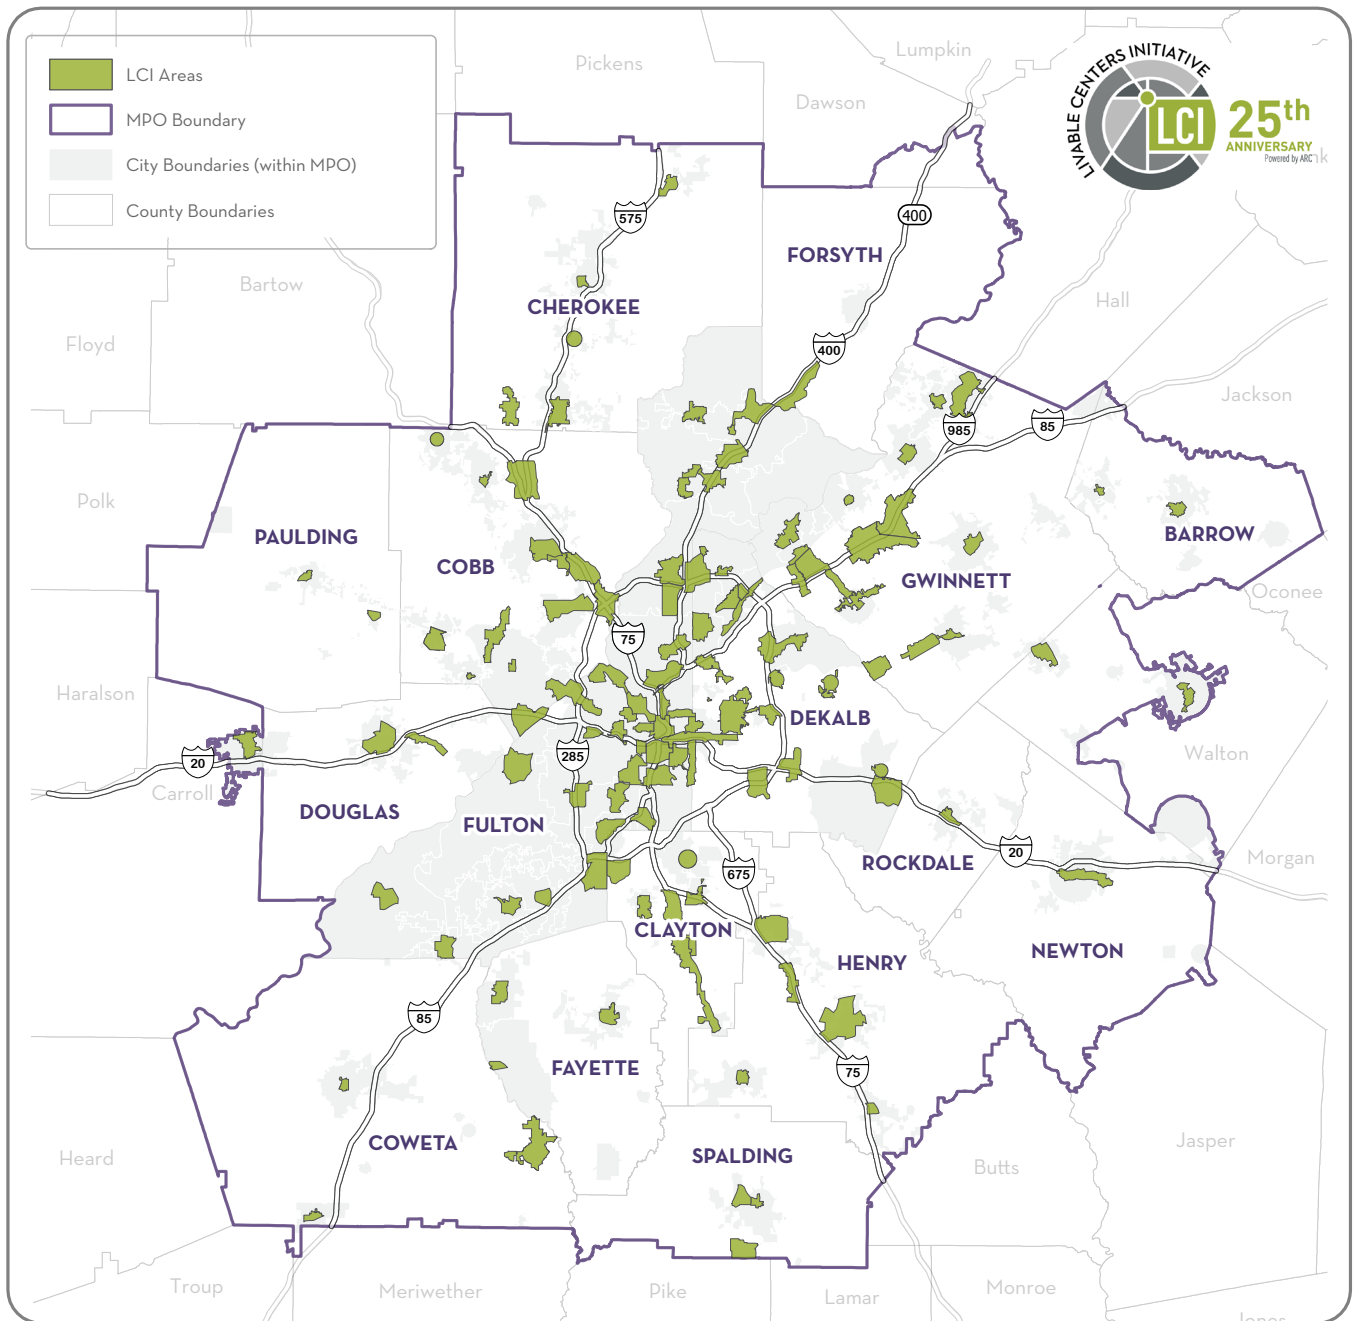 LCI Areas
MPO Boundary
City Boundaries (within MPO)
County Boundaries
LIVABLE CENTERS INITIATIVE
LCI
25th
ANNIVERSARY
Powered by ARC
Pickens
Lumpkin
Dawson
575
400
FORSYTH
Bartow
Hall
CHEROKEE
Floyd
400
Jackson
985
85
Polk
PAULDING
BARROW
COBB
GWINNETT
Oconee
75
Haralson
DEKALB
285
Walton
20
Carroll
DOUGLAS
FULTON
20
Morgan
ROCKDALE
675
CLAYTON
NEWTON
HENRY
85
FAYETTE
75
COWETA
Jasper
SPALDING
Heard
Butts
Troup
Meriwether
Pike
Lamar
Monroe